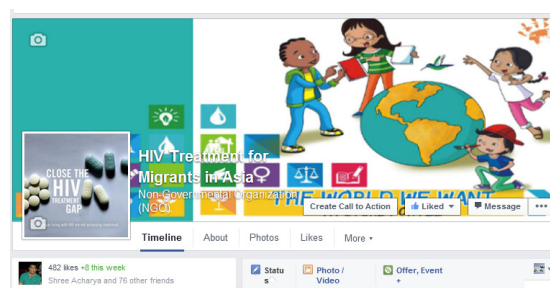 CLOSE THE
HIV
TREATMENT
GAP
HIV Treatment for
Migrants in Asia
Non-Governmental Organization
(NGO)
THE WORLD WE WANT
Create Call to Action
Liked
Message
Timeline
About
Photos
Likes
More
482 likes +8 this week
Shree Acharya and 76 other friends
Status
Photo /
Video
Offer, Event
+